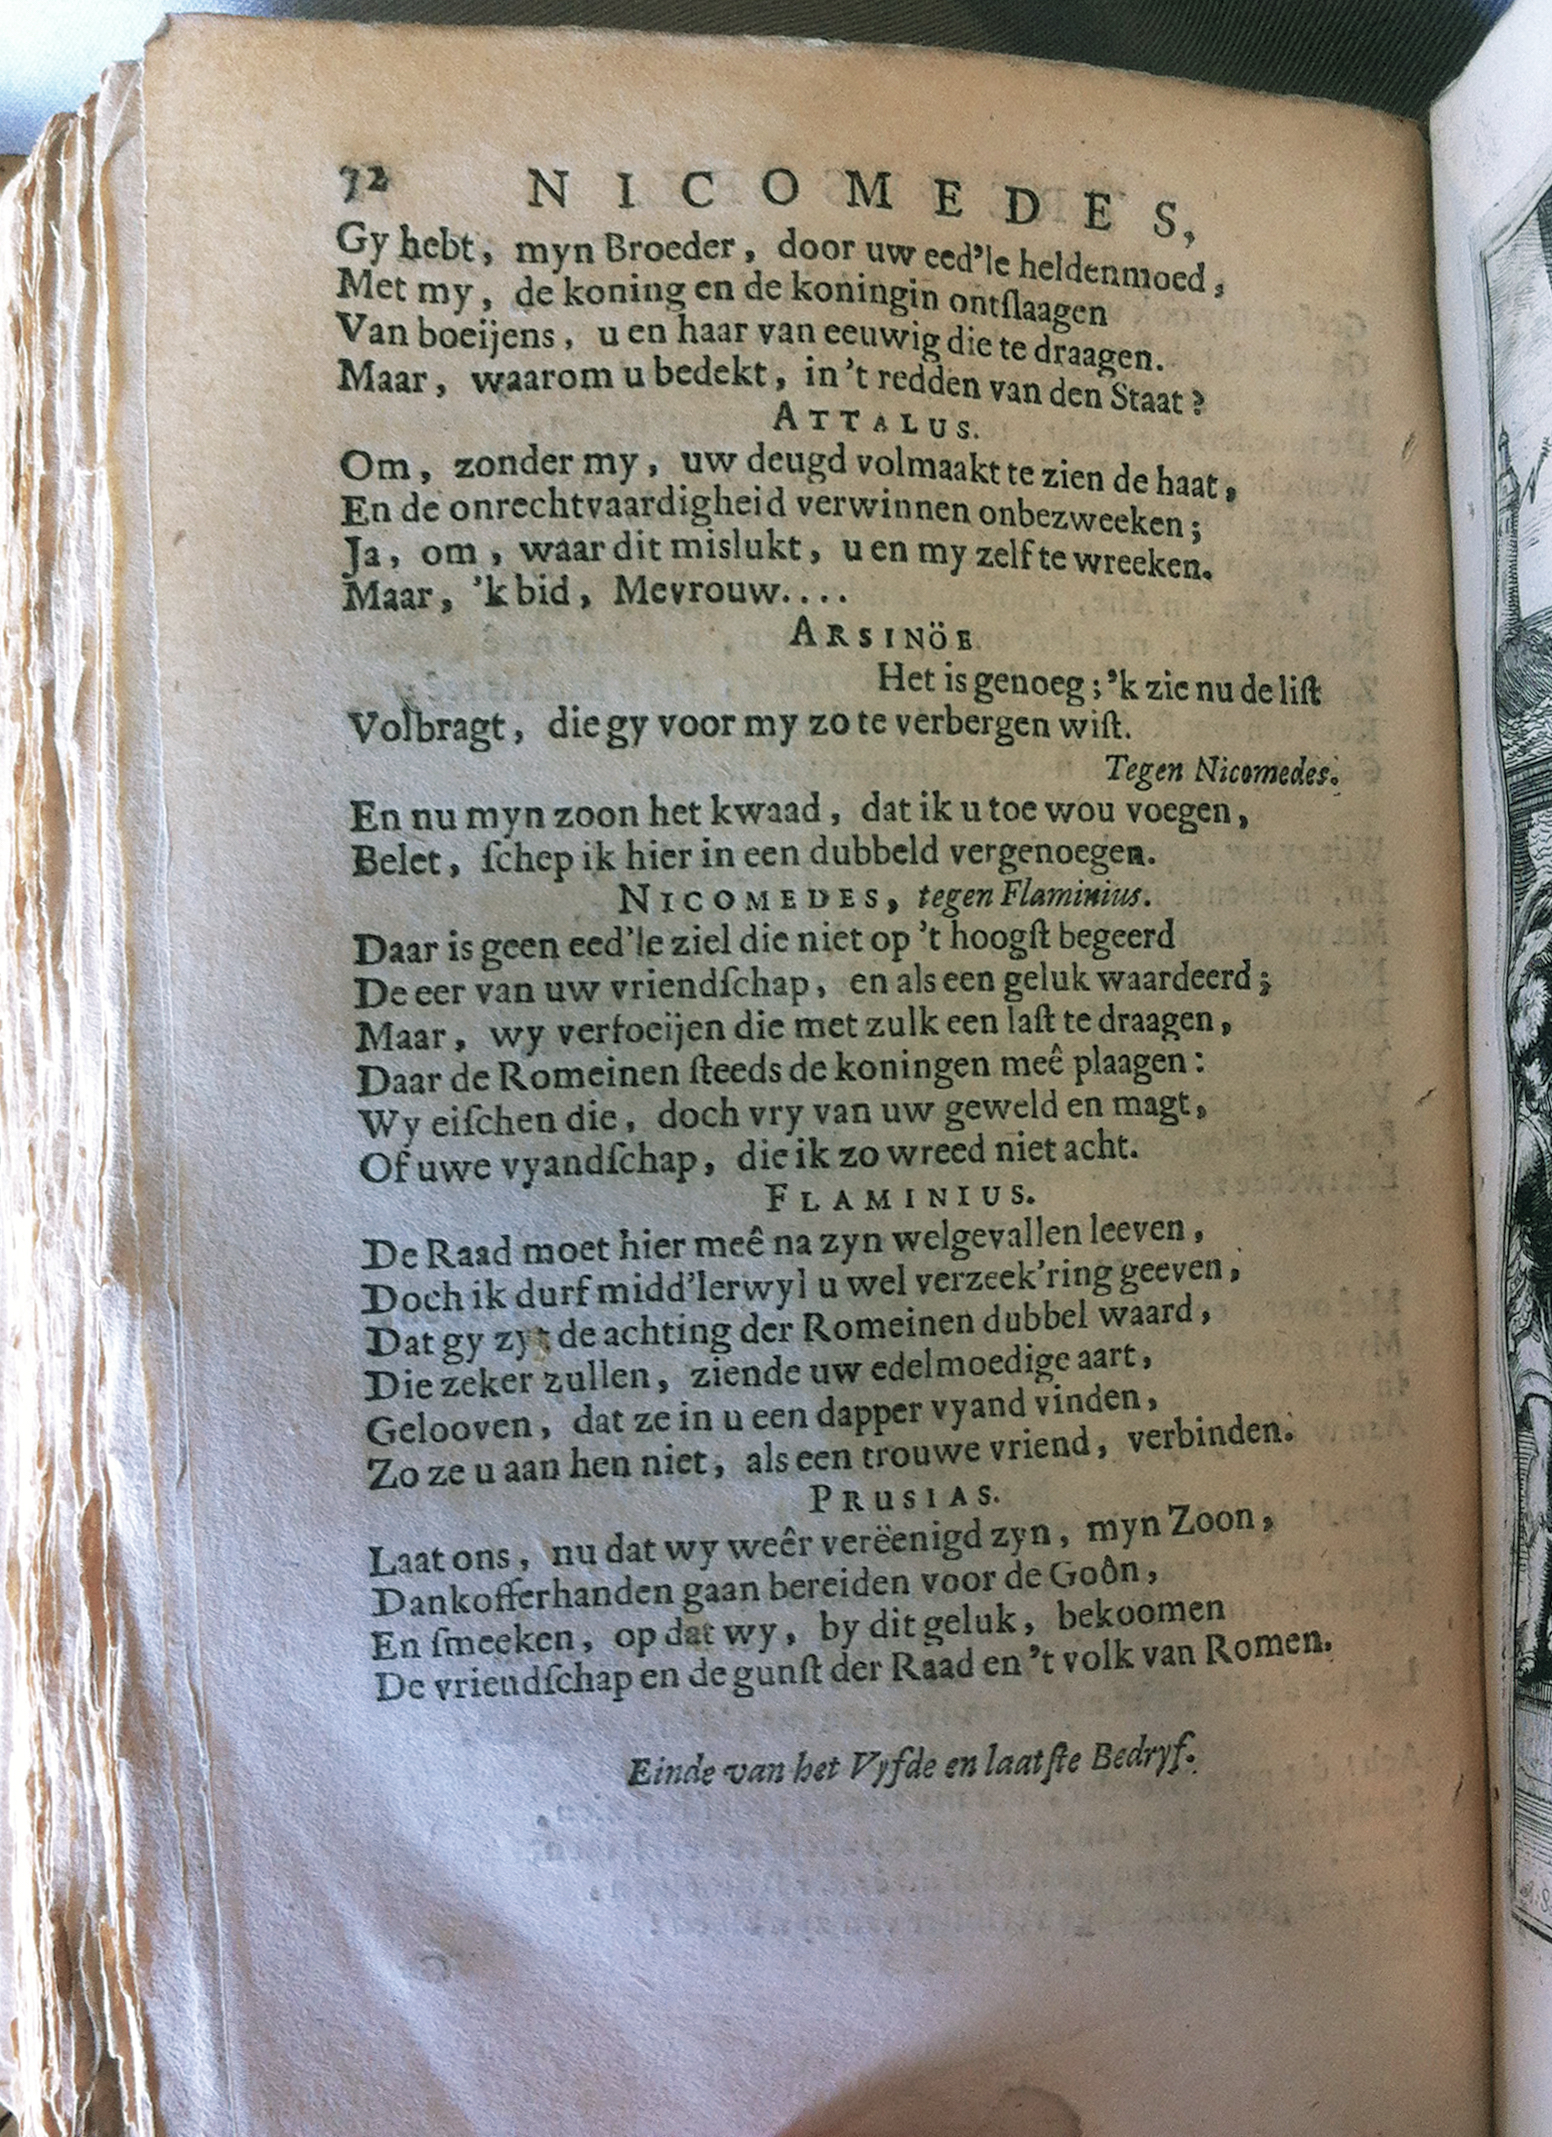 72 NICOMEDES,
Gy hebt, myn Broeder, door uw eed'le heldenmoed,
Met my, de koning en de koningin ontſlaagen
Van boeijens, u en haar van eeuwig die te draagen.
Maar, waarom u bedekt, in 't redden van den Staat?
ATTALUS.
Om, zonder my, uw deugd volmaakt te zien de haat,
En de onrechtvaardigheid verwinnen onbezweeken;
Ja, om, waar dit mislukt, u en my zelf te wreeken.
Maar, 'k bid, Mevrouw....
ARSINÖE
Het is genoeg; 'k zie nu de liſt
Volbragt, die gy voor my zo te verbergen wiſt.
Tegen Nicomedes.
En nu myn zoon het kwaad, dat ik u toe wou voegen,
Belet, ſchep ik hier in een dubbeld vergenoegen.
NICOMEDES, tegen Flaminius.
Daar is geen eed'le ziel die niet op 't hoogſt begeerd
De eer van uw vriendſchap, en als een geluk waardeerd;
Maar, wy verfoeijen die met zulk een laſt te draagen,
Daar de Romeinen ſteeds de koningen meê plaagen:
Wy eiſchen die, doch vry van uw geweld en magt,
Of uwe vyandſchap, die ik zo wreed niet acht.
FLAMINIUS.
De Raad moet hier meê na zyn welgevallen leeven,
Doch ik durf midd'lerwyl u wel verzeek'ring geeven,
Dat gy zyt de achting der Romeinen dubbel waard,
Die zeker zullen, ziende uw edelmoedige aart,
Gelooven, dat ze in u een dapper vyand vinden,
Zo ze u aan hen niet, als een trouwe vriend, verbinden.
PRUSIAS.
Laat ons, nu dat wy weêr verëenigd zyn, myn Zoon,
Dankofferhanden gaan bereiden voor de Goôn,
En ſmeeken, op dat wy, by dit geluk, bekoomen
De vriendſchap en de gunſt der Raad en 't volk van Romen.
Einde van het Vyfde en laatſte Bedryf.